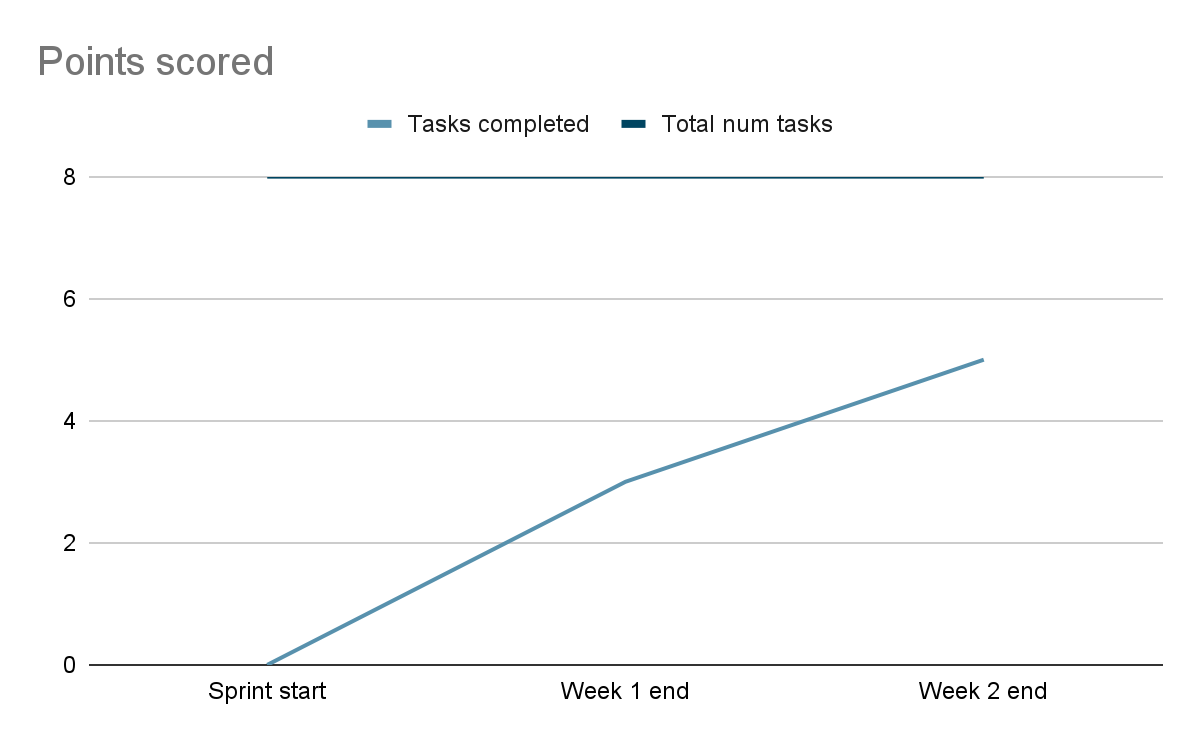 Points scored
Tasks completed Total num tasks
8
6
4
2
0
Sprint start Week 1 end Week 2 end